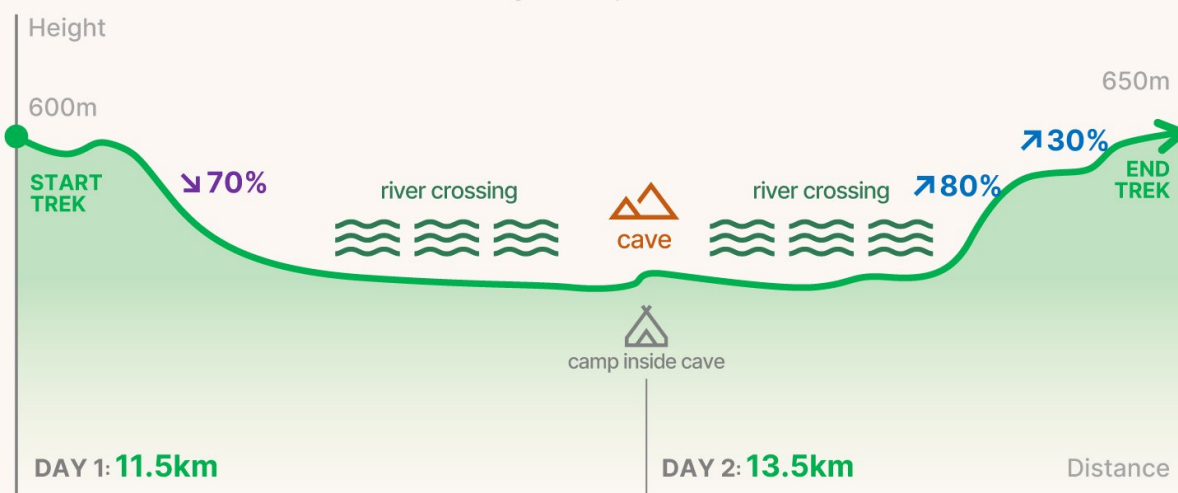 Height
600m
650m
START
TREK
↘70%
river crossing
cave
river crossing
↗80%
↗30%
END
TREK
camp inside cave
DAY 1: 11.5km
DAY 2: 13.5km
Distance